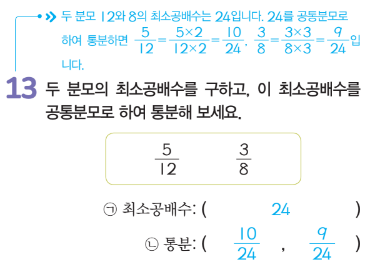 두 분모 12와 8의 최소공배수는 24입니다. 24를 공통분모로
하여 통분하면 5/12=5×2/12×2=10/24, 3/8=3×3/8×3=9/24입
니다.
13 두 분모의 최소공배수를 구하고, 이 최소공배수를
공통분모로 하여 통분해 보세요.
5/12 3/8
㉠ 최소공배수: ( 24 )
㉡ 통분: ( 10/24 , 9/24 )